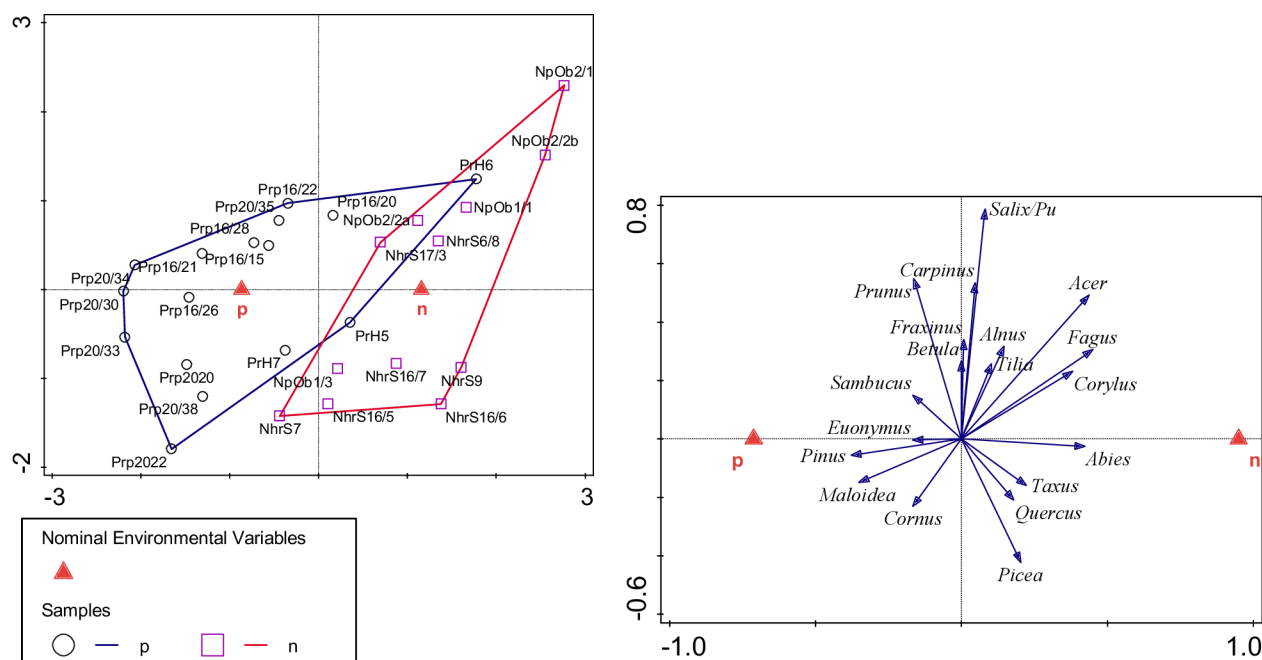 3
NpOb2/1
NpOb2/2b
PrH6
Prp16/22
Prp16/20
Prp20/35
NpOb2/2a
NpOb1/1
Prp16/28
NhrS6/8
Prp16/21
Prp16/15
NhrS17/3
Prp20/34
Prp20/30
Prp16/26
p
n
PrH5
Prp20/33
PrH7
Prp2020
NpOb1/3
NhrS16/7
NhrS9
Prp20/38
NhrS7
NhrS16/5
NhrS16/6
Prp2022
-2
-3
3
Nominal Environmental Variables
Samples
p
n
0.8
Salix/Pu
Carpinus
Prunus
Acer
Fraxinus
Alnus
Fagus
Betula
Tilia
Sambucus
Corylus
Euonymus
p
n
Pinus
Abies
Maloidea
Taxus
Cornus
Quercus
Picea
-0.6
-1.0
1.0